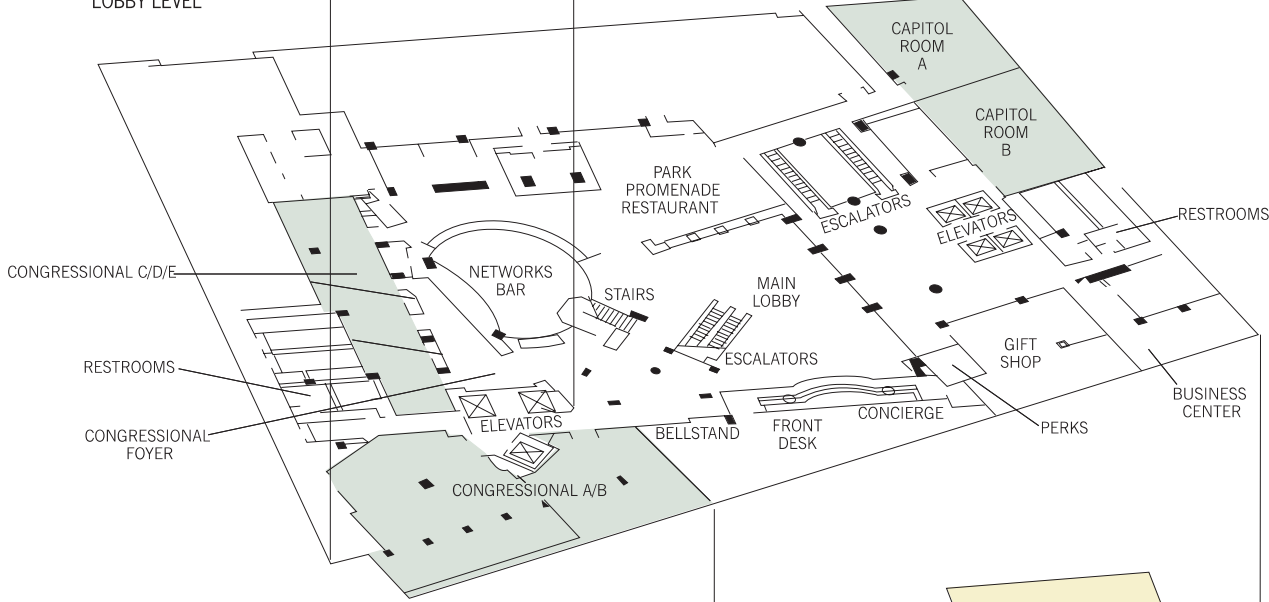 LOBBY LEVEL
CAPITOL
ROOM
A
CAPITOL
ROOM
B
PARK
PROMENADE
RESTAURANT
ESCALATORS
ELEVATORS
RESTROOMS
CONGRESSIONAL C/D/E
NETWORKS
BAR
STAIRS
MAIN
LOBBY
ESCALATORS
GIFT
SHOP
RESTROOMS
BUSINESS
CENTER
CONGRESSIONAL
FOYER
ELEVATORS
BELLSTAND
FRONT
DESK
CONCIERGE
PERKS
CONGRESSIONAL A/B